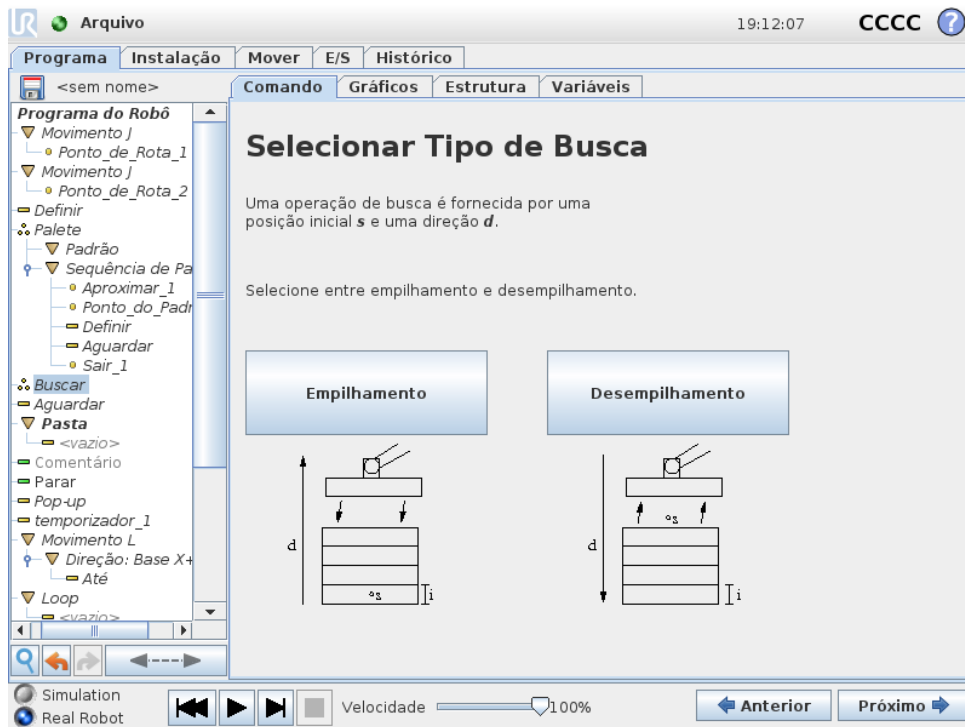 UR Arquivo 19:12:07 CCCC ?
Programa Instalação Mover E/S Histórico
<sem nome> Comando Gráficos Estrutura Variáveis
Programa do Robô
Movimento J
Ponto_de_Rota_1
Movimento J
Ponto_de_Rota_2
Definir
Palete
Padrão
Sequência de Pa
Aproximar_1
Ponto_do_Padr
Definir
Aguardar
Sair_1
Buscar
Aguardar
Pasta
<vazio>
Comentário
Parar
Pop-up
temporizador_1
Movimento L
Direção: Base X+
Até
Loop
<vazio>
Selecionar Tipo de Busca
Uma operação de busca é fornecida por uma
posição inicial s e uma direção d.
Selecione entre empilhamento e desempilhamento.
Empilhamento Desempilhamento
d s i
d s i
Simulation
Real Robot
Velocidade 100% Anterior Próximo